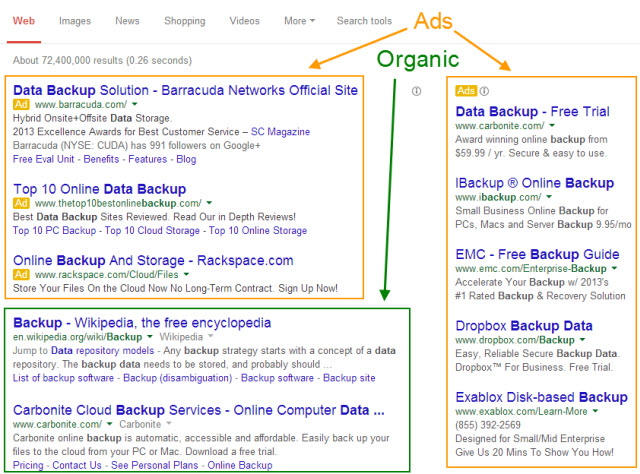 Web Images News Shopping Videos More Search tools
Ads
About 72,400,000 results (0.26 seconds)
Organic
Data Backup Solution - Barracuda Networks Official Site
Ad www.barracuda.com/
Hybrid Onsite+Offsite Data Storage.
2013 Excellence Awards for Best Customer Service – SC Magazine
Barracuda (NYSE: CUDA) has 991 followers on Google+
Free Eval Unit - Benefits - Features - Blog
Top 10 Online Data Backup
Ad www.thetop10bestonlinebackup.com/
Best Data Backup Sites Reviewed. Read Our in Depth Reviews!
Top 10 PC Backup - Top 10 Cloud Storage - Top 10 Online Storage
Online Backup And Storage - Rackspace.com
Ad www.rackspace.com/Cloud/Files
Store Your Files On the Cloud Now No Long-Term Contract. Sign Up Now!
Backup - Wikipedia, the free encyclopedia
en.wikipedia.org/wiki/Backup Wikipedia
Jump to Data repository models - Any backup strategy starts with a concept of a data
repository. The backup data needs to be stored, and probably should ...
List of backup software - Backup (disambiguation) - Backup software - Backup site
Carbonite Cloud Backup Services - Online Computer Data ...
www.carbonite.com/ Carbonite
Carbonite online backup is automatic, accessible and affordable. Easily back up your
files to the cloud from your PC or Mac. Download a free trial.
Pricing - Contact Us - See Personal Plans - Online Backup
Ads
Data Backup - Free Trial
www.carbonite.com/
Award winning online backup from
$59.99 / yr. Secure & easy to use.
IBackup ® Online Backup
www.ibackup.com/
Small Business Online Backup for
PCs, Macs and Server Backup 9.95/mo
EMC - Free Backup Guide
www.emc.com/Enterprise-Backup
Accelerate Your Backup w/ 2013's
#1 Rated Backup & Recovery Solution
Dropbox Backup Data
www.dropbox.com/Backup
Easy, Reliable Secure Backup Data.
Dropbox™ For Business. Free Trial.
Exablox Disk-based Backup
www.exablox.com/Learn-More
(855) 392-2569
Designed for Small/Mid Enterprise
Give Us 20 Mins To Show You How!